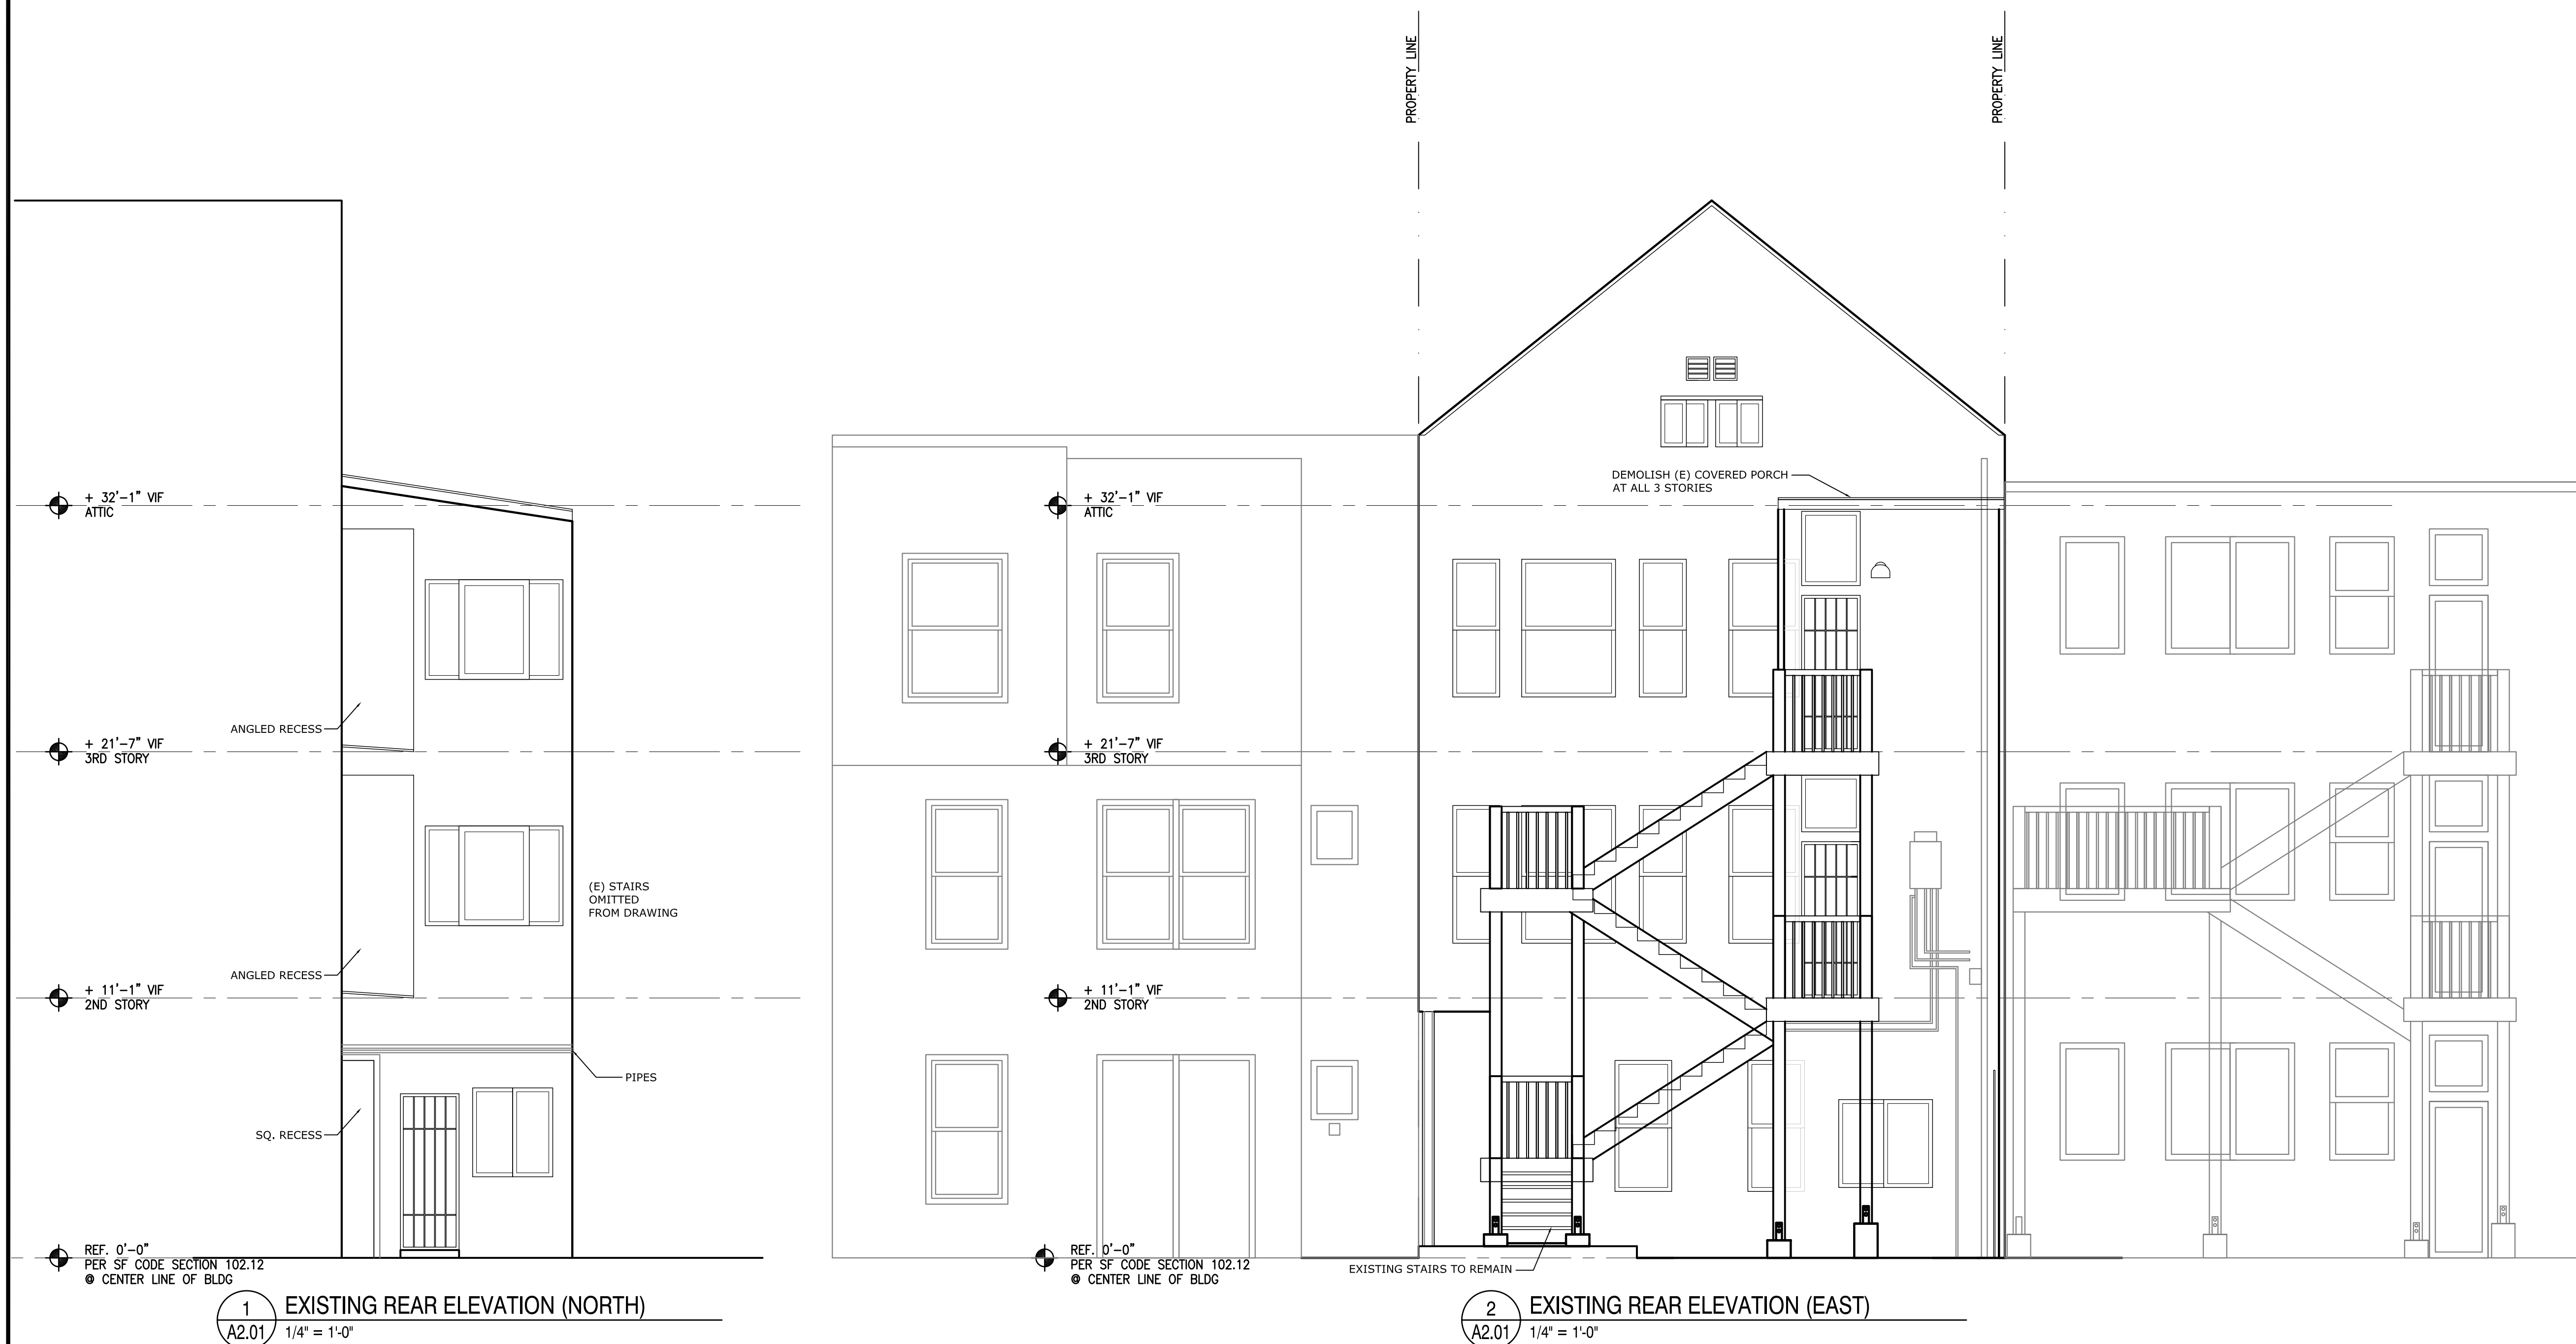 PROPERTY LINE
PROPERTY LINE
+ 32'-1" VIF
ATTIC
+ 21'-7" VIF
3RD STORY
+ 11'-1" VIF
2ND STORY
REF. 0'-0"
PER SF CODE SECTION 102.12
@ CENTER LINE OF BLDG
ANGLED RECESS
ANGLED RECESS
SQ. RECESS
(E) STAIRS
OMITTED
FROM DRAWING
PIPES
1
A2.01
EXISTING REAR ELEVATION (NORTH)
1/4" = 1'-0"
+ 32'-1" VIF
ATTIC
+ 21'-7" VIF
3RD STORY
+ 11'-1" VIF
2ND STORY
REF. 0'-0"
PER SF CODE SECTION 102.12
@ CENTER LINE OF BLDG
DEMOLISH (E) COVERED PORCH
AT ALL 3 STORIES
EXISTING STAIRS TO REMAIN
2
A2.01
EXISTING REAR ELEVATION (EAST)
1/4" = 1'-0"